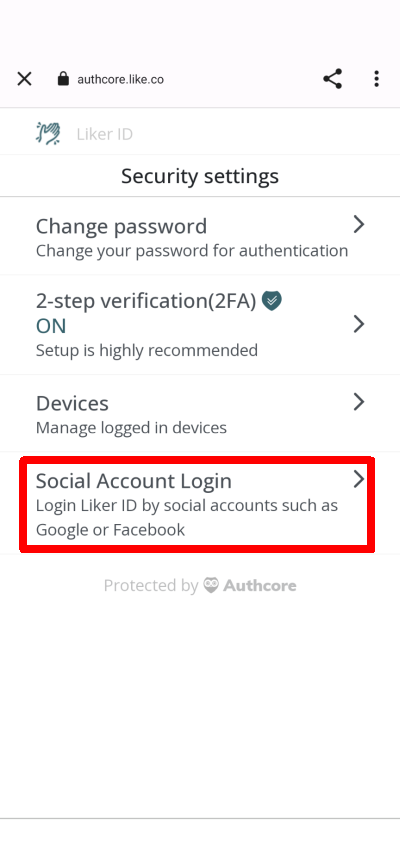 authcore.like.co
Liker ID
Security settings
Change password
Change your password for authentication
2-step verification(2FA)
ON
Setup is highly recommended
Devices
Manage logged in devices
Social Account Login
Login Liker ID by social accounts such as
Google or Facebook
Protected by Authcore